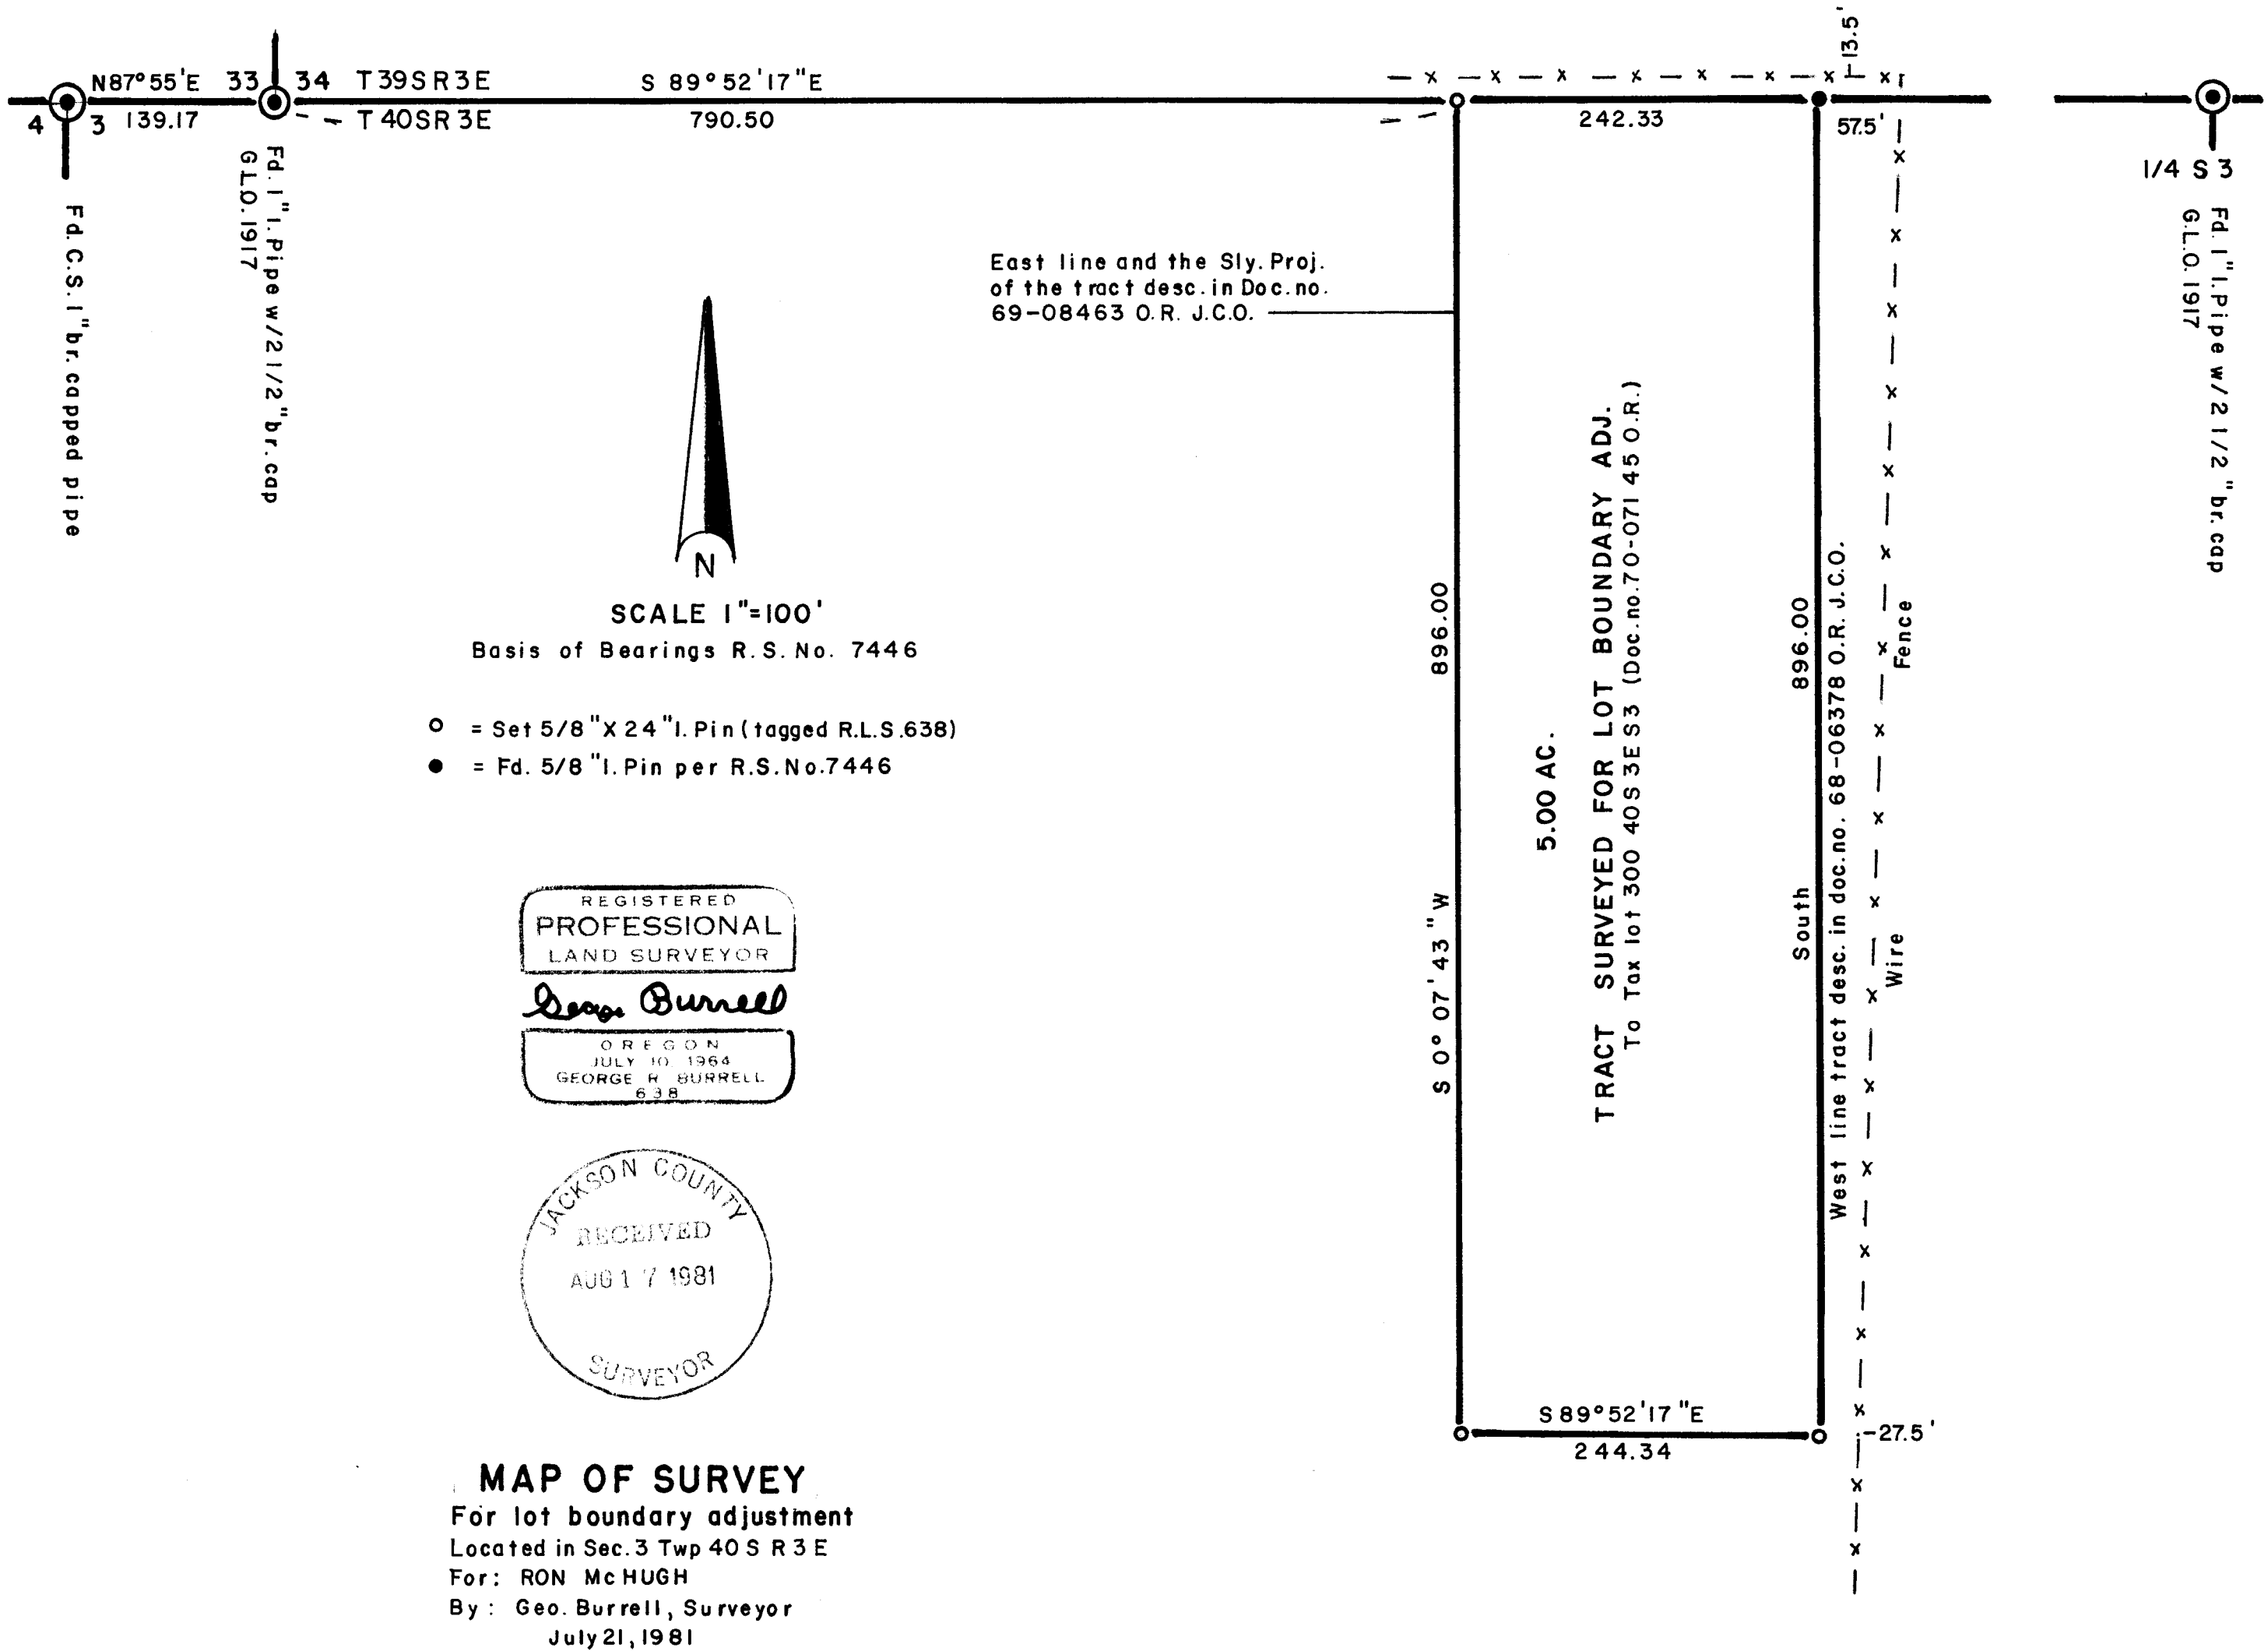 13.5'
N87°55'E 33 34 T39SR3E S 89°52'17"E
4 3 139.17 T40SR3E 790.50 242.33 57.5'
1/4 S 3
Fd. C.S. 1"br. capped pipe
Fd. 1" I. Pipe w/2 1/2" br. cap
G.L.O. 1917
Fd. 1" I. Pipe w/ 2 1/2" br. cap
G.L.O. 1917
East line and the Sly. Proj.
of the tract desc. in Doc. no.
69-08463 O.R. J.C.O.
N
SCALE 1"=100'
Basis of Bearings R.S. No. 7446
= Set 5/8"X 24"I. Pin (tagged R.L.S. 638)
= Fd. 5/8"I. Pin per R.S. No. 7446
S 0° 07' 43" W 896.00
5.00 AC.
TRACT SURVEYED FOR LOT BOUNDARY ADJ.
To Tax lot 300 40S 3E S3 (Doc. no. 70-07145 O.R.)
South 896.00
West line tract desc. in doc. no. 68-06378 O.R. J.C.O.
Wire Fence
S 89°52'17"E
244.34
-27.5'
REGISTERED
PROFESSIONAL
LAND SURVEYOR
George Burrell
OREGON
JULY 10 1964
GEORGE R BURRELL
638
JACKSON COUNTY
RECEIVED
AUG 17 1981
SURVEYOR
MAP OF SURVEY
For lot boundary adjustment
Located in Sec. 3 Twp 40 S R 3 E
For: RON McHUGH
By: Geo. Burrell, Surveyor
July 21, 1981